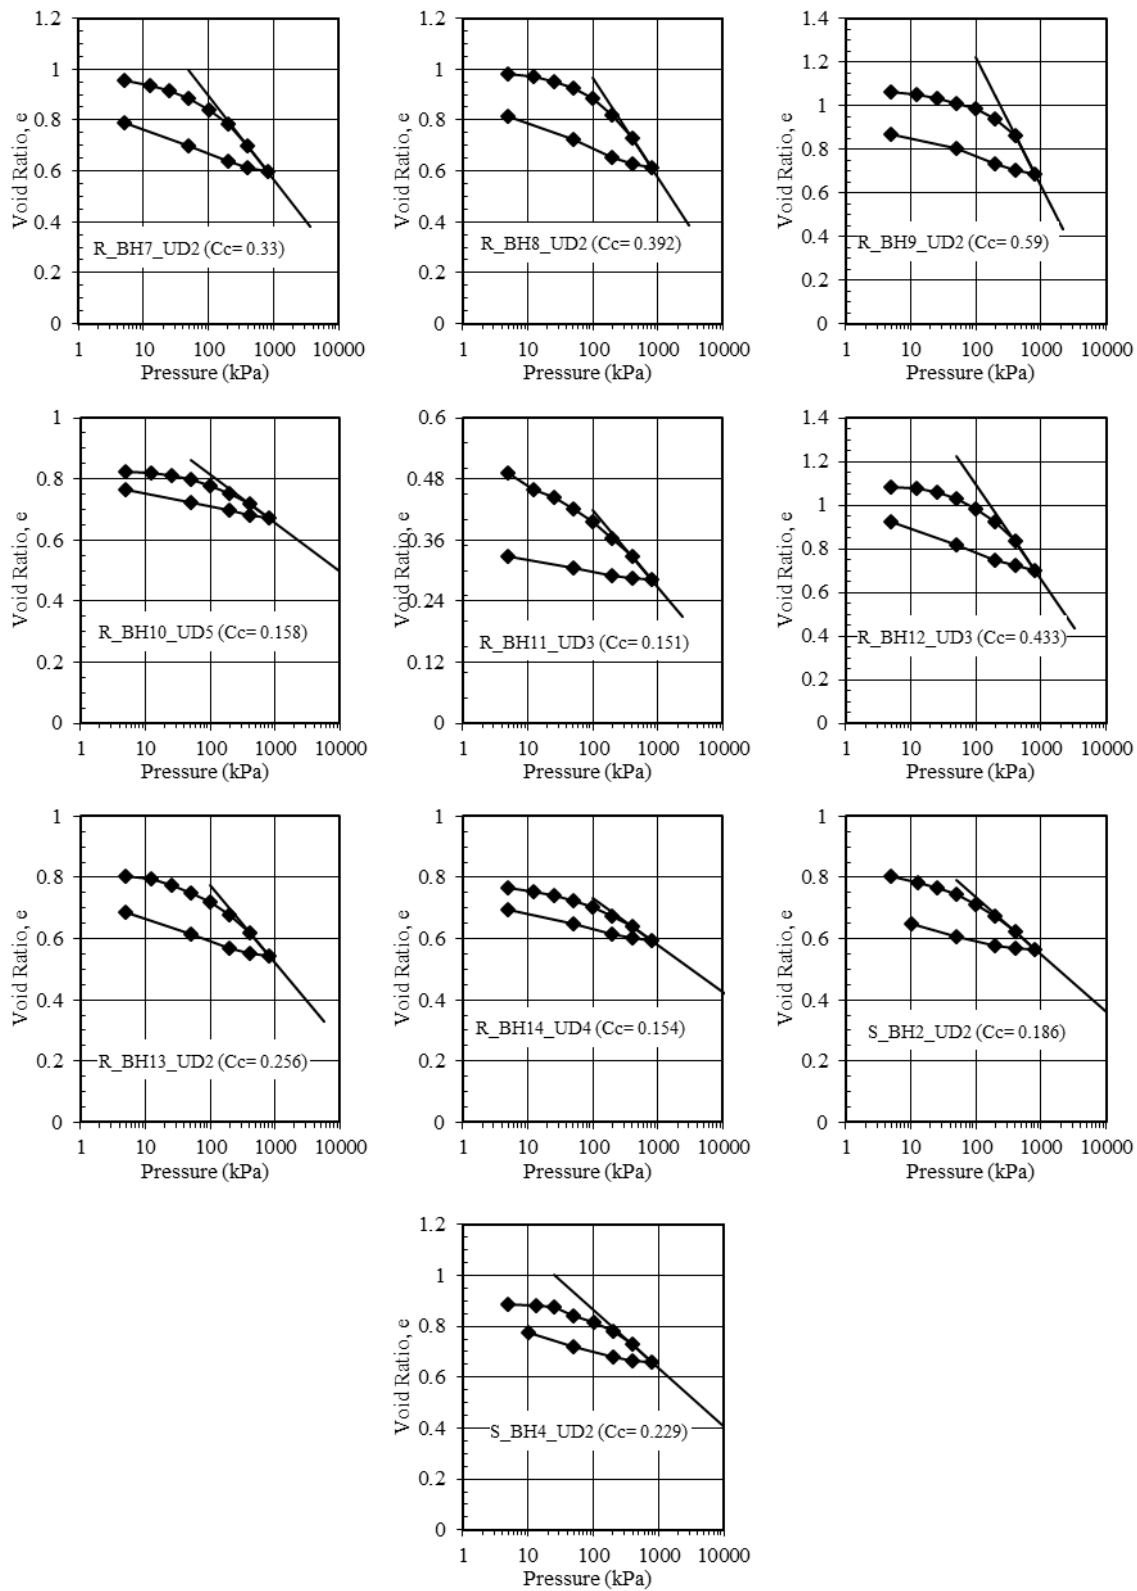 1.2
1
0.8
0.6
0.4
0.2
0
Void Ratio, e
R_BH7_UD2 (Cc= 0.33)
1 10 100 1000 10000
Pressure (kPa)
1.2
1
0.8
0.6
0.4
0.2
0
Void Ratio, e
R_BH8_UD2 (Cc= 0.392)
1 10 100 1000 10000
Pressure (kPa)
1.4
1.2
1
0.8
0.6
0.4
0.2
0
Void Ratio, e
R_BH9_UD2 (Cc= 0.59)
1 10 100 1000 10000
Pressure (kPa)
1
0.8
0.6
0.4
0.2
0
Void Ratio, e
R_BH10_UD5 (Cc= 0.158)
1 10 100 1000 10000
Pressure (kPa)
0.6
0.48
0.36
0.24
0.12
0
Void Ratio, e
R_BH11_UD3 (Cc= 0.151)
1 10 100 1000 10000
Pressure (kPa)
1.4
1.2
1
0.8
0.6
0.4
0.2
0
Void Ratio, e
R_BH12_UD3 (Cc= 0.433)
1 10 100 1000 10000
Pressure (kPa)
1
0.8
0.6
0.4
0.2
0
Void Ratio, e
R_BH13_UD2 (Cc= 0.256)
1 10 100 1000 10000
Pressure (kPa)
1
0.8
0.6
0.4
0.2
0
Void Ratio, e
R_BH14_UD4 (Cc= 0.154)
1 10 100 1000 10000
Pressure (kPa)
1
0.8
0.6
0.4
0.2
0
Void Ratio, e
S_BH2_UD2 (Cc= 0.186)
1 10 100 1000 10000
Pressure (kPa)
1.2
1
0.8
0.6
0.4
0.2
0
Void Ratio, e
S_BH4_UD2 (Cc= 0.229)
1 10 100 1000 10000
Pressure (kPa)